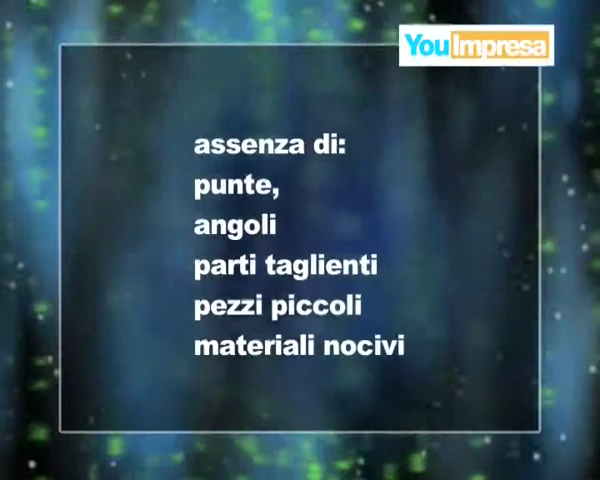 YouImpresa
assenza di:
punte,
angoli
parti taglienti
pezzi piccoli
materiali nocivi